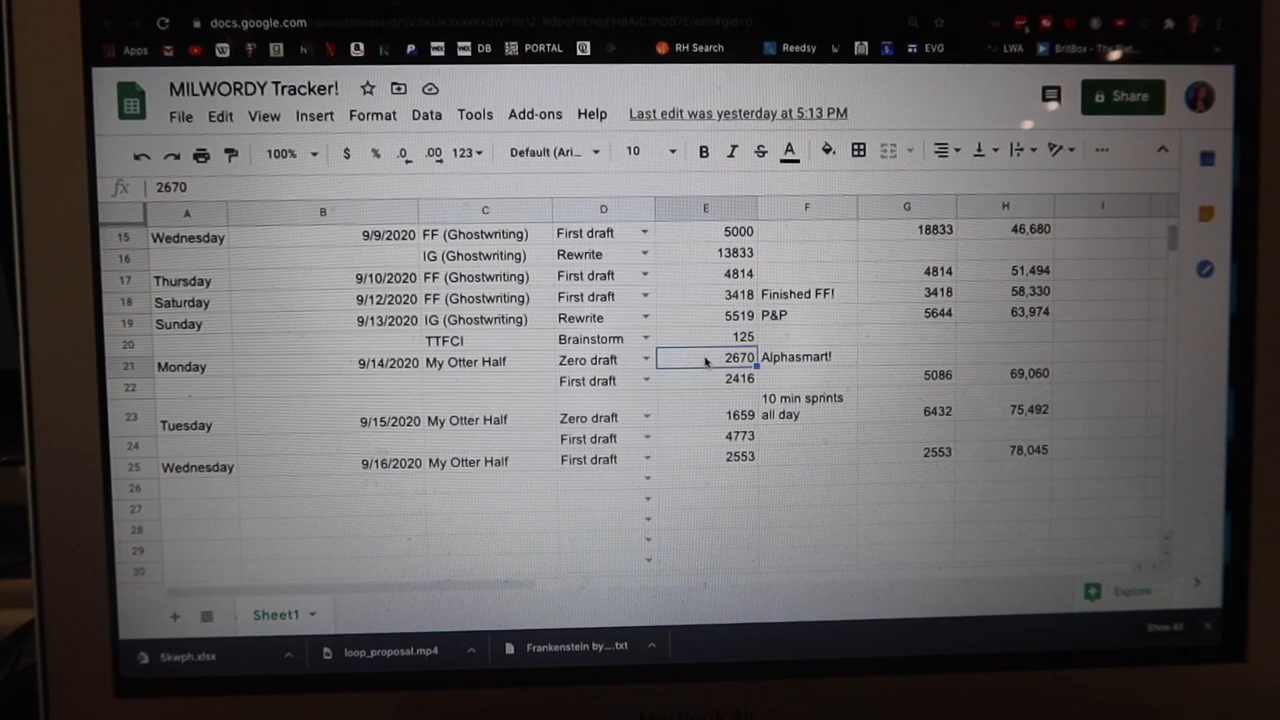 docs.google.com
Apps DB PORTAL RH Search Reedsy EVG LWA
MILWORDY Tracker!
File Edit View Insert Format Data Tools Add-ons Help Last edit was yesterday at 5:13 PM
Share
100% $ % .0 .00 123 Default (Ari... 10 B I S A
fx 2670
A B C D E F G H I
15 Wednesday 9/9/2020 FF (Ghostwriting) First draft 5000 18833 46,680
16 IG (Ghostwriting) Rewrite 13833
17 Thursday 9/10/2020 FF (Ghostwriting) First draft 4814 4814 51,494
18 Saturday 9/12/2020 FF (Ghostwriting) First draft 3418 Finished FF! 3418 58,330
19 Sunday 9/13/2020 IG (Ghostwriting) Rewrite 5519 P&P 5644 63,974
20 TTFCI Brainstorm 125
21 Monday 9/14/2020 My Otter Half Zero draft 2670 Alphasmart!
22 First draft 2416 5086 69,060
23 Tuesday 9/15/2020 My Otter Half Zero draft 1659 10 min sprints all day 6432 75,492
24 First draft 4773
25 Wednesday 9/16/2020 My Otter Half First draft 2553 2553 78,045
26
27
28
29
30
Sheet1 Explore
5kwph.xlsx loop_proposal.mp4 Frankenstein by....txt Show All